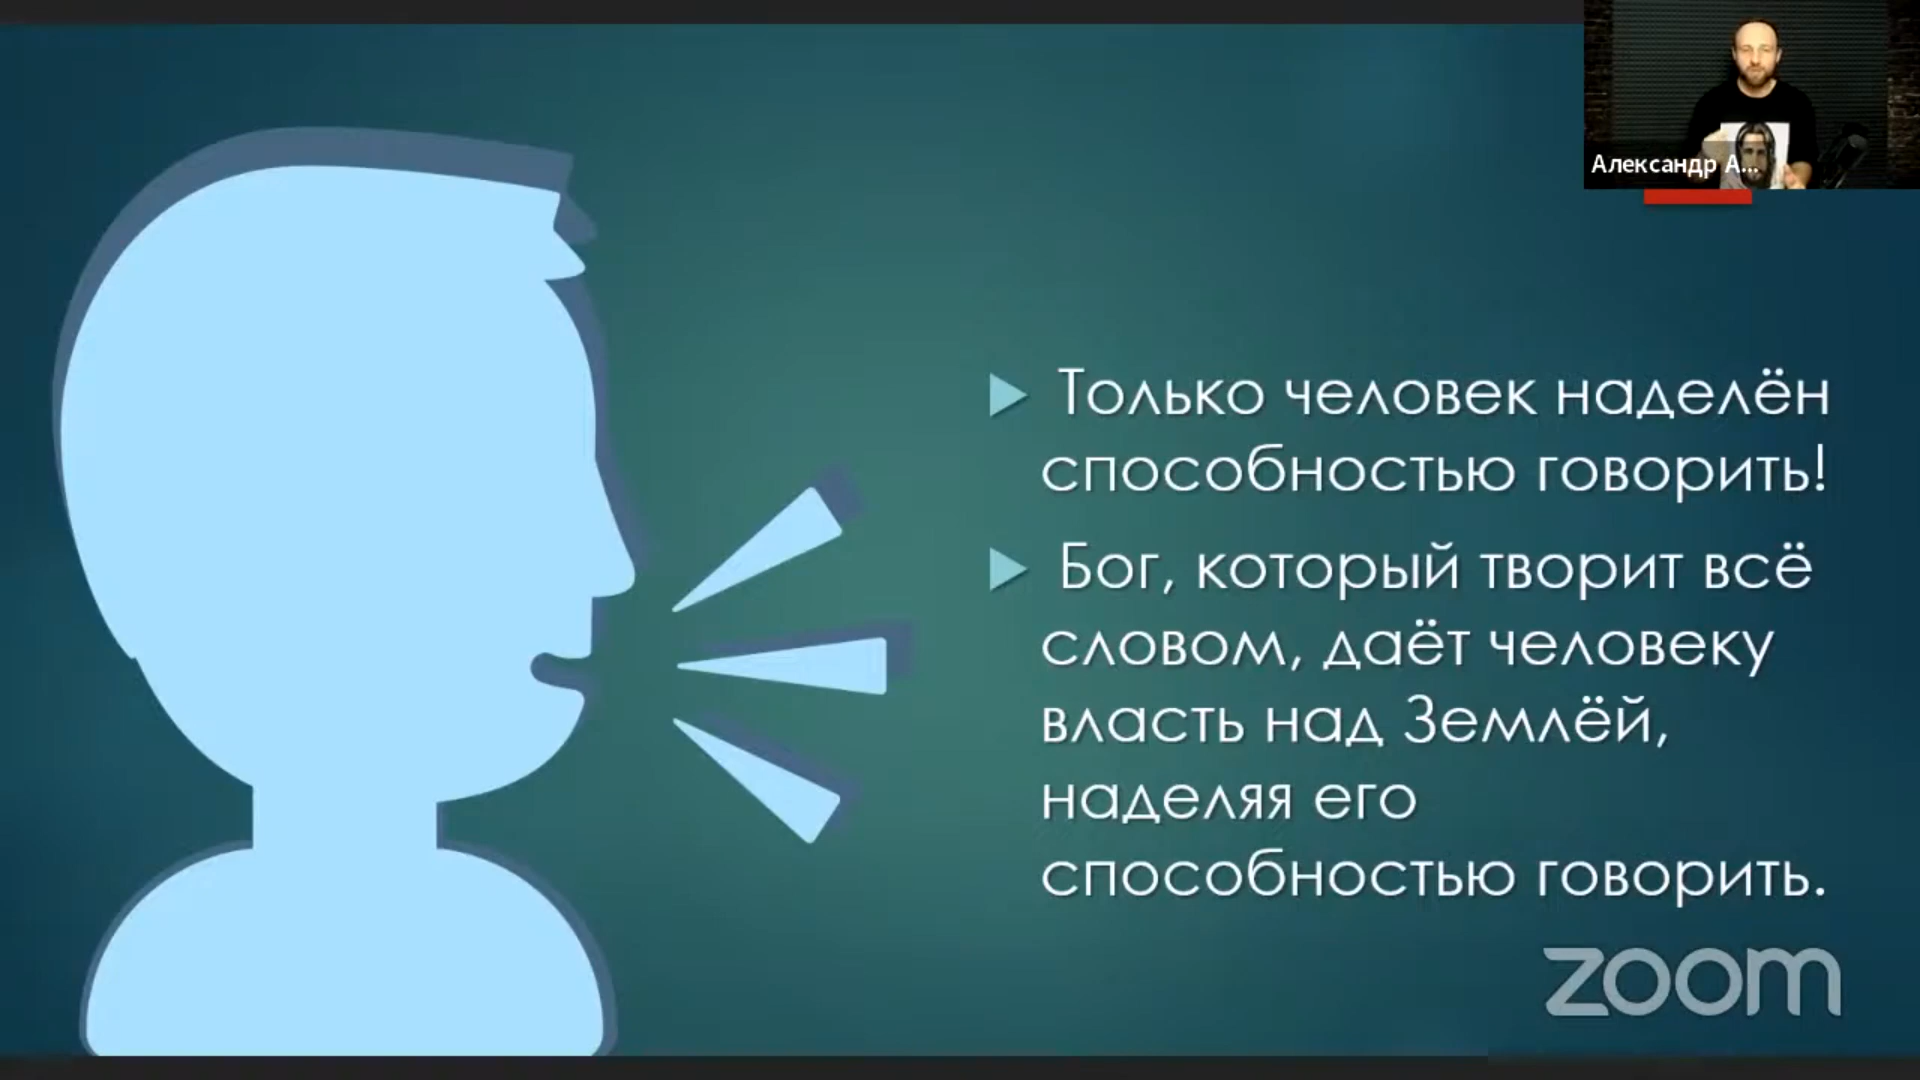 Александр А...
Только человек наделён
способностью говорить!
Бог, который творит всё
словом, даёт человеку
власть над Землёй,
наделяя его
способностью говорить.
zoom